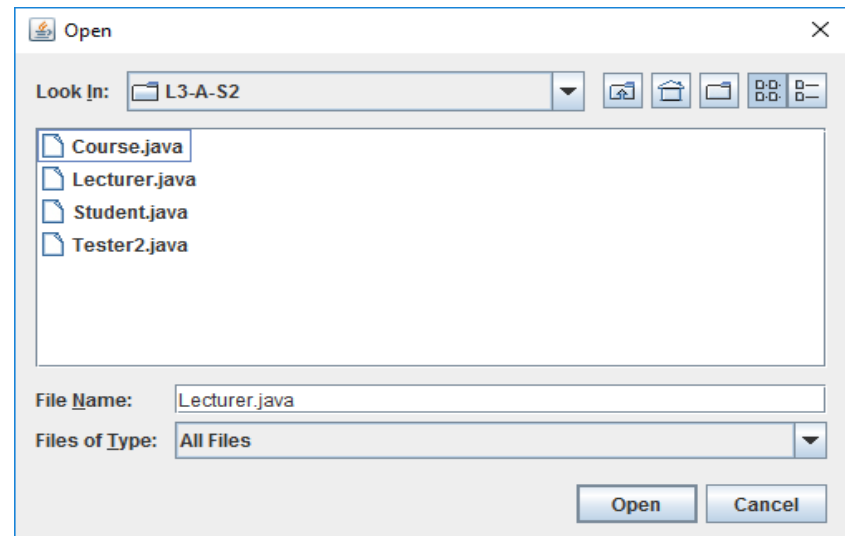 Open
Look In: L3-A-S2
Course.java
Lecturer.java
Student.java
Tester2.java
File Name: Lecturer.java
Files of Type: All Files
Open Cancel